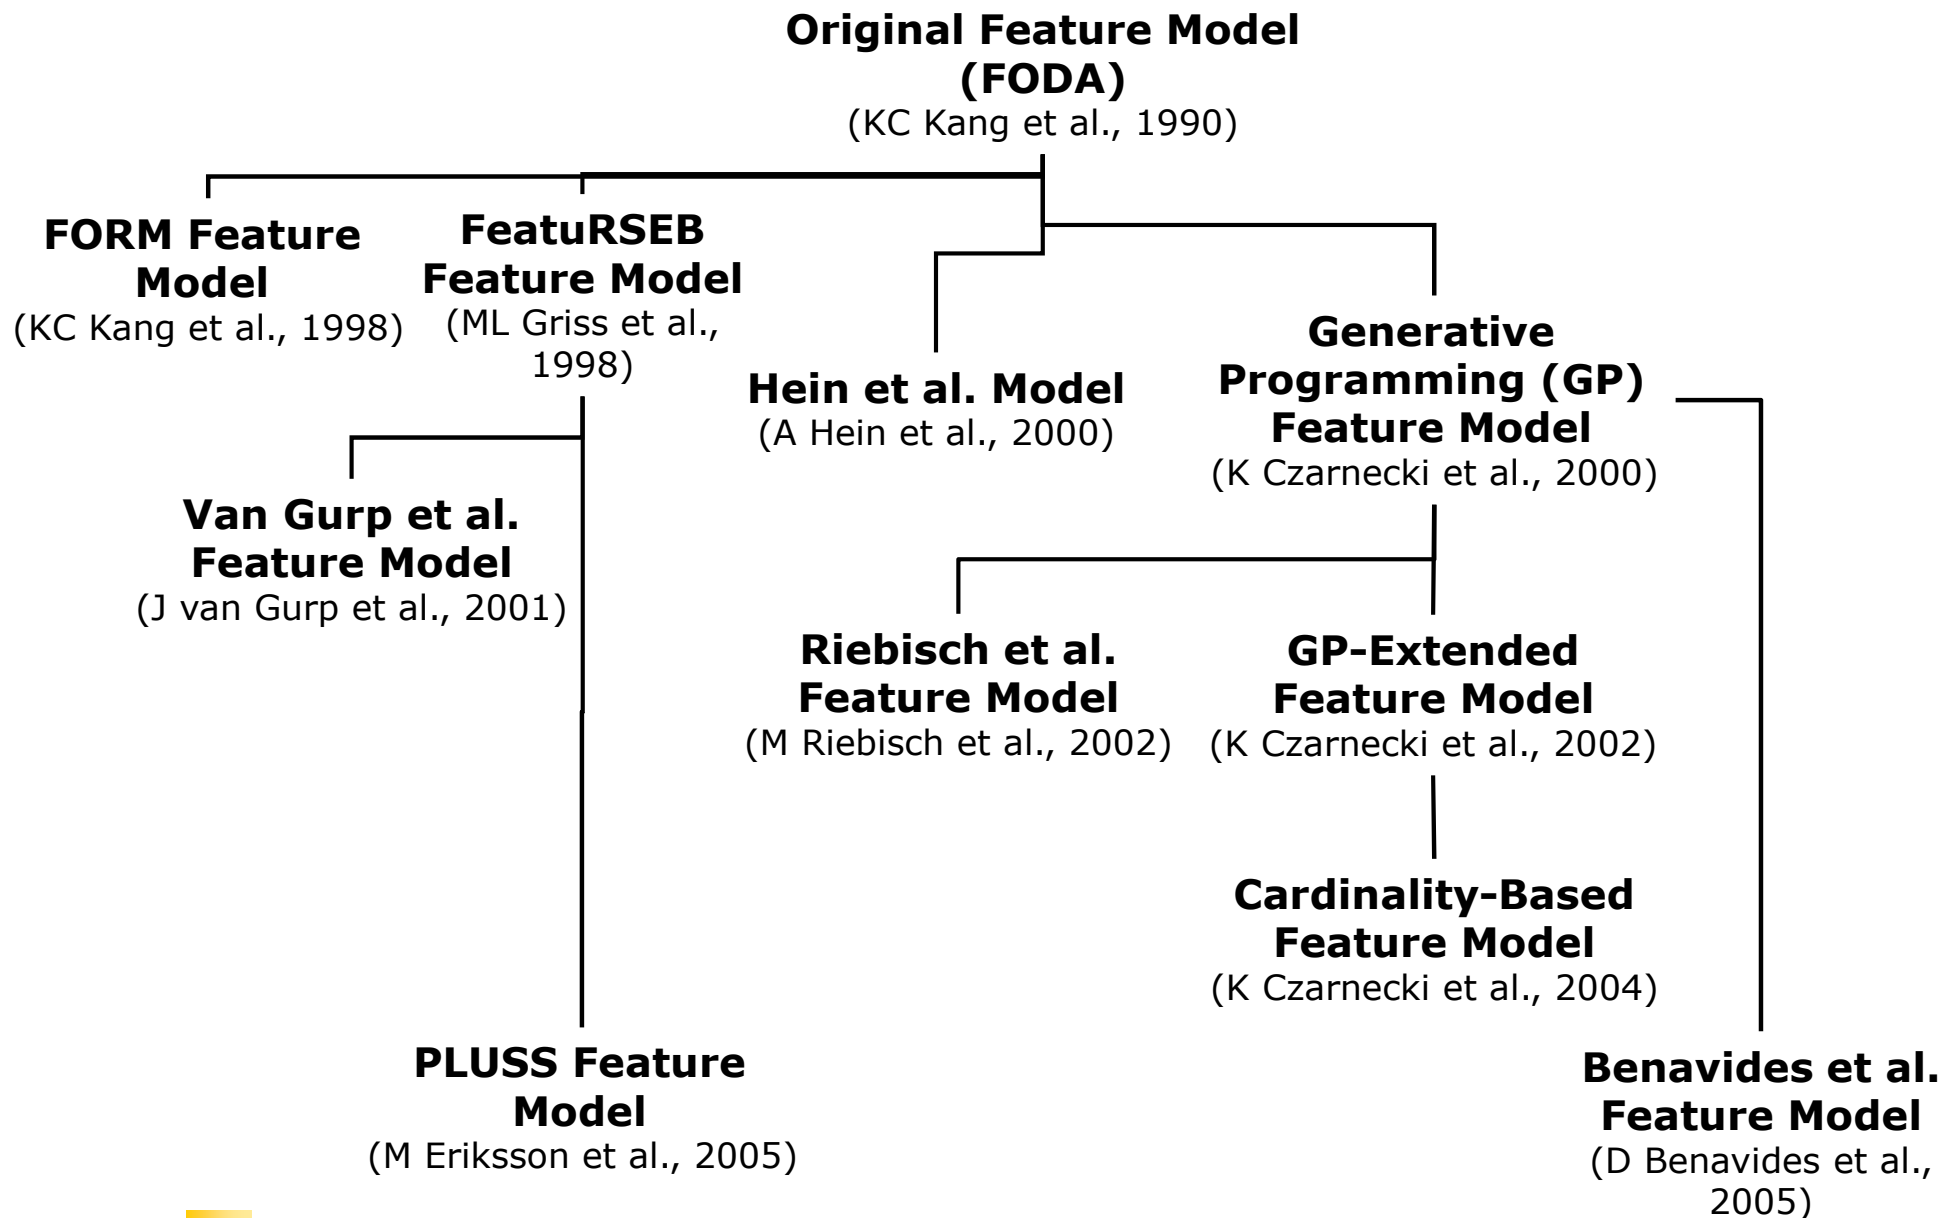 Original Feature Model
(FODA)
(KC Kang et al., 1990)
FORM Feature
Model
(KC Kang et al., 1998)
FeatuRSEB
Feature Model
(ML Griss et al.,
1998)
Hein et al. Model
(A Hein et al., 2000)
Generative
Programming (GP)
Feature Model
(K Czarnecki et al., 2000)
Van Gurp et al.
Feature Model
(J van Gurp et al., 2001)
Riebisch et al.
Feature Model
(M Riebisch et al., 2002)
GP-Extended
Feature Model
(K Czarnecki et al., 2002)
Cardinality-Based
Feature Model
(K Czarnecki et al., 2004)
PLUSS Feature
Model
(M Eriksson et al., 2005)
Benavides et al.
Feature Model
(D Benavides et al.,
2005)